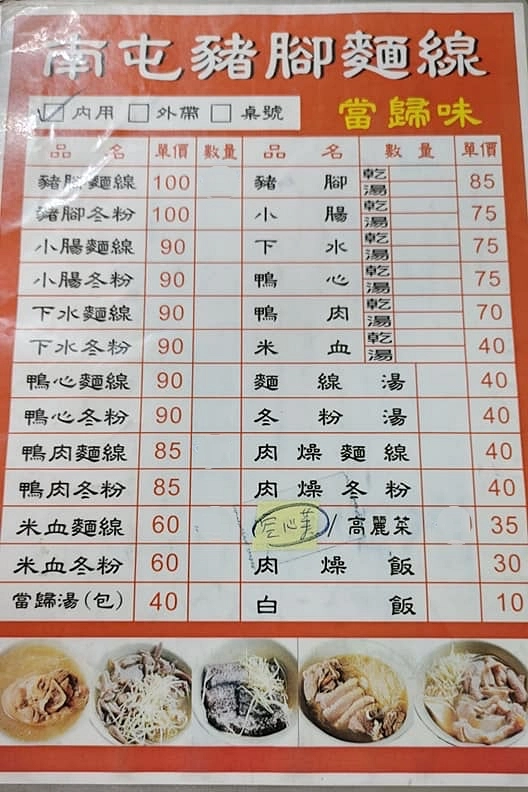 南屯豬腳麵線
內用 外帶 桌號 當歸味
品名 單價 數量 品名 數量 單價
豬腳麵線 100 豬腳 乾 湯 85
豬腳冬粉 100 小腸 乾 湯 75
小腸麵線 90 下水 乾 湯 75
小腸冬粉 90 鴨心 乾 湯 75
下水麵線 90 鴨肉 乾 湯 70
下水冬粉 90 米血 乾 湯 40
鴨心麵線 90 麵線湯 40
鴨心冬粉 90 冬粉湯 40
鴨肉麵線 85 肉燥麵線 40
鴨肉冬粉 85 肉燥冬粉 40
米血麵線 60 空心菜/高麗菜 35
米血冬粉 60 肉燥飯 30
當歸湯(包) 40 白飯 10